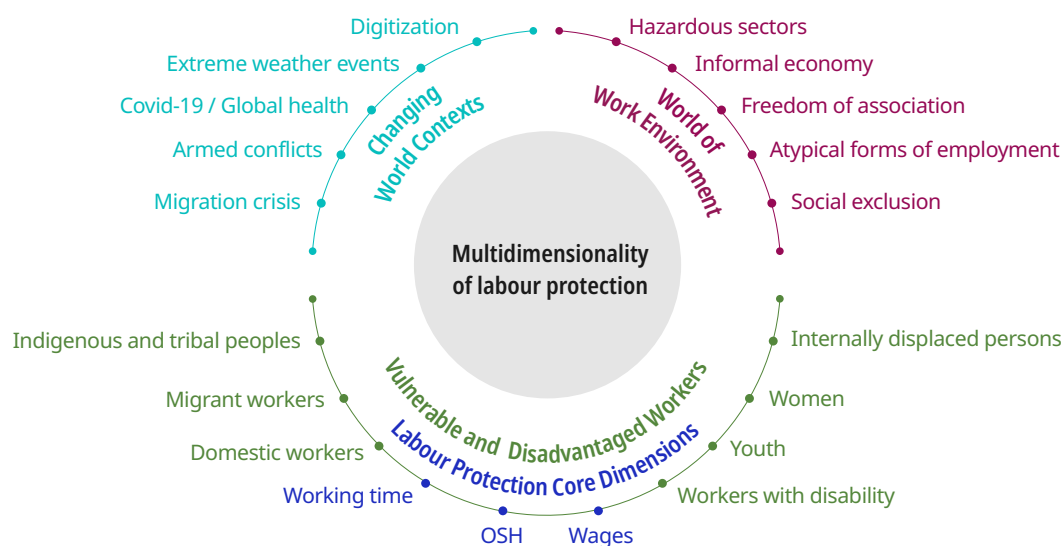 Digitization
Extreme weather events
Covid-19 / Global health
Armed conflicts
Migration crisis
Changing
World Contexts
Hazardous sectors
Informal economy
Freedom of association
Atypical forms of employment
Social exclusion
World of
Work Environment
Multidimensionality
of labour protection
Indigenous and tribal peoples
Migrant workers
Domestic workers
Working time
OSH
Wages
Workers with disability
Youth
Women
Internally displaced persons
Vulnerable and Disadvantaged Workers
Labour Protection Core Dimensions